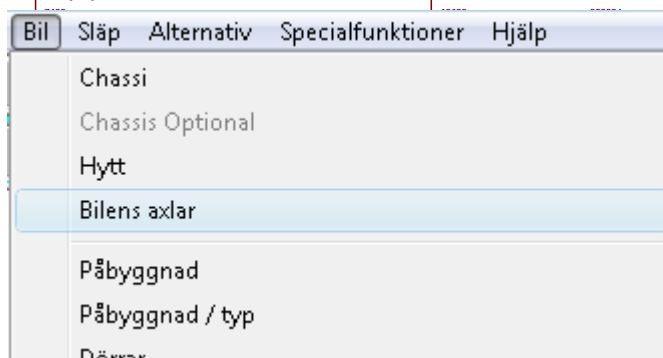 Bil Släp Alternativ Specialfunktioner Hjälp
Chassi
Chassis Optional
Hytt
Bilens axlar
Påbyggnad
Påbyggnad / typ